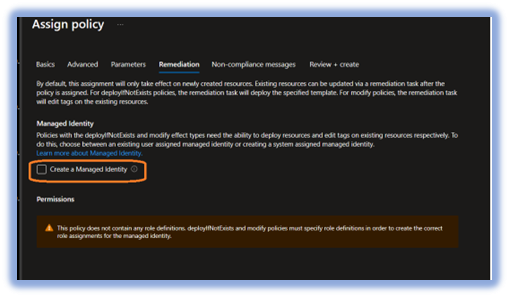 Assign policy ...
Basics Advanced Parameters Remediation Non-compliance messages Review + create
By default, this assignment will only take effect on newly created resources. Existing resources can be updated via a remediation task after
the policy is assigned. For deployIfNotExists policies, the remediation task will deploy the specified template. For modify policies, the remediation task
will edit tags on the existing resources.
Managed Identity
Policies with the deployIfNotExists and modify effect types need the ability to deploy resources and edit tags on existing resources respectively. To
do this, choose between an existing user assigned managed identity or creating a system assigned managed identity.
Learn more about Managed Identity.
Create a Managed Identity
Permissions
This policy does not contain any role definitions. deployIfNotExists and modify policies must specify role definitions in order to create the correct
role assignments for the managed identity.